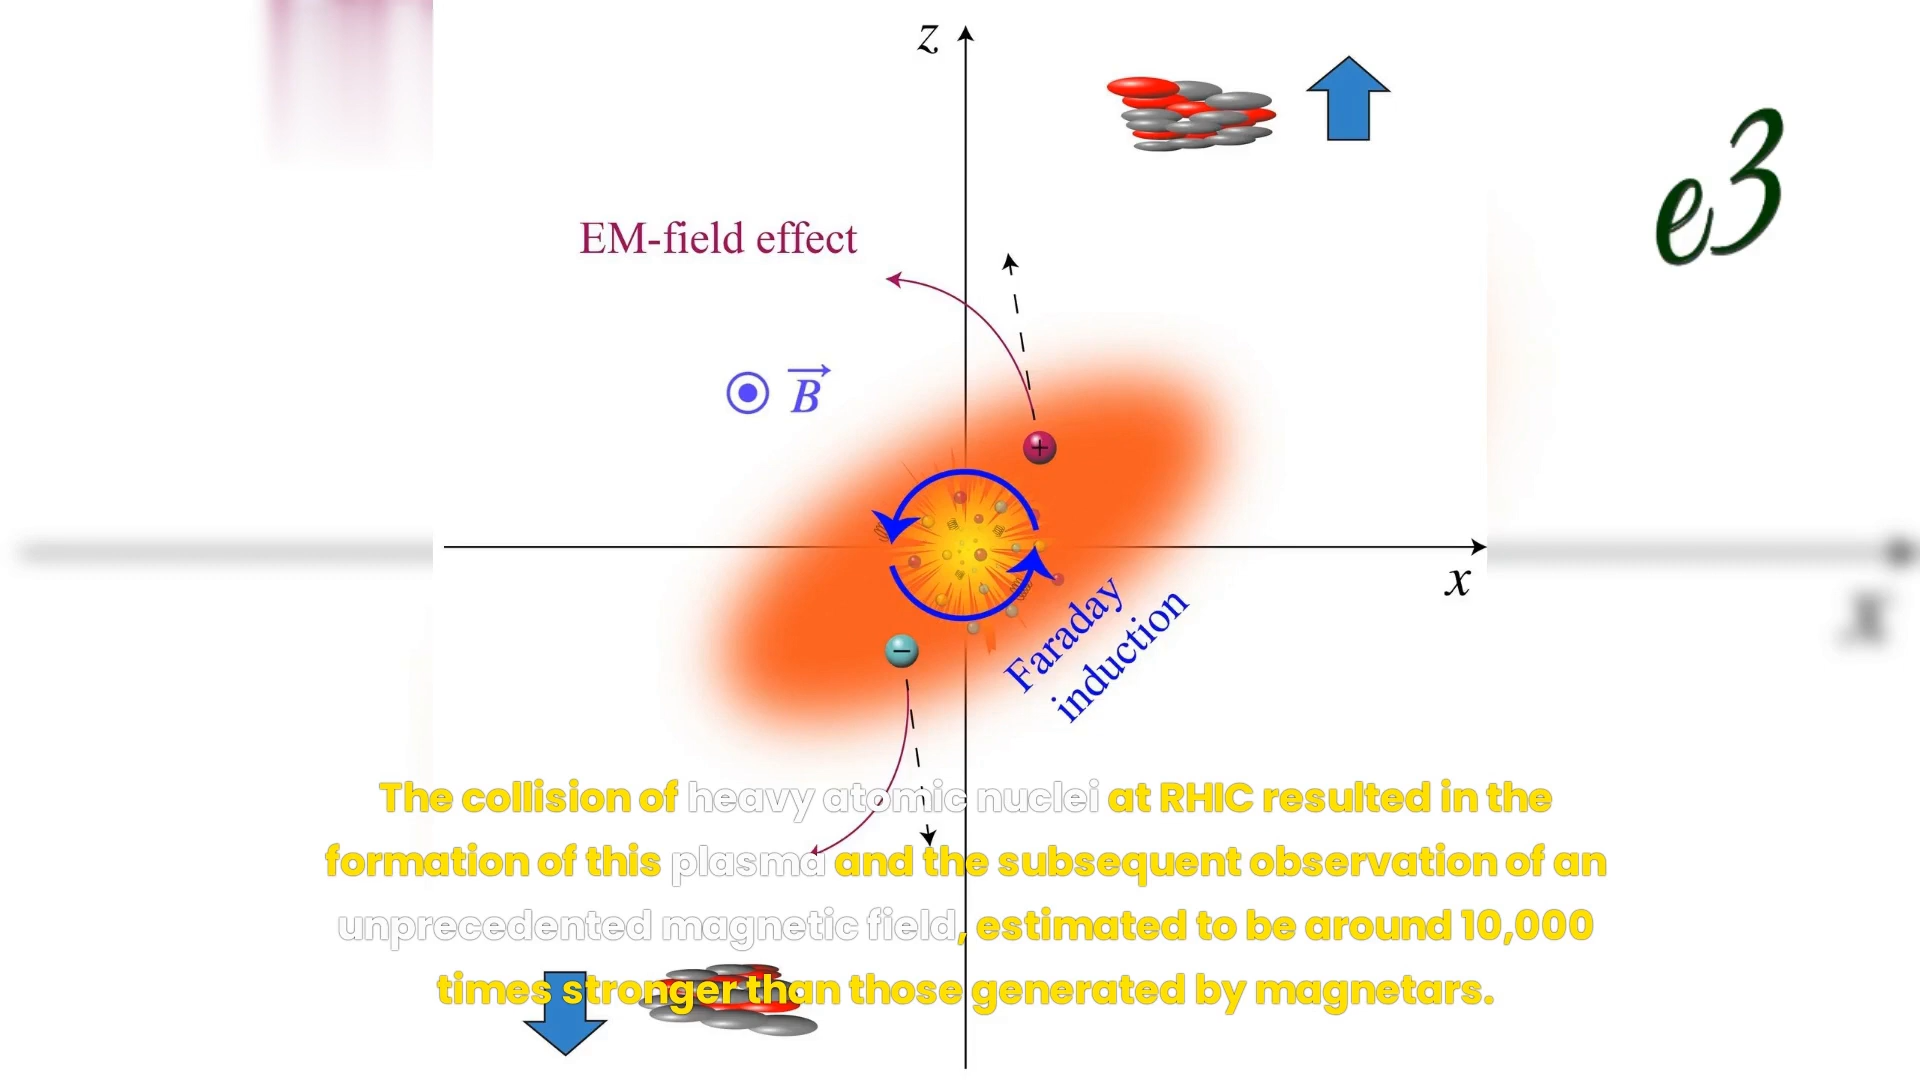 z
e3
EM-field effect
B
+
x
x
Faraday
induction
−
The collision of heavy atomic nuclei at RHIC resulted in the
formation of this plasma and the subsequent observation of an
unprecedented magnetic field, estimated to be around 10,000
times stronger than those generated by magnetars.